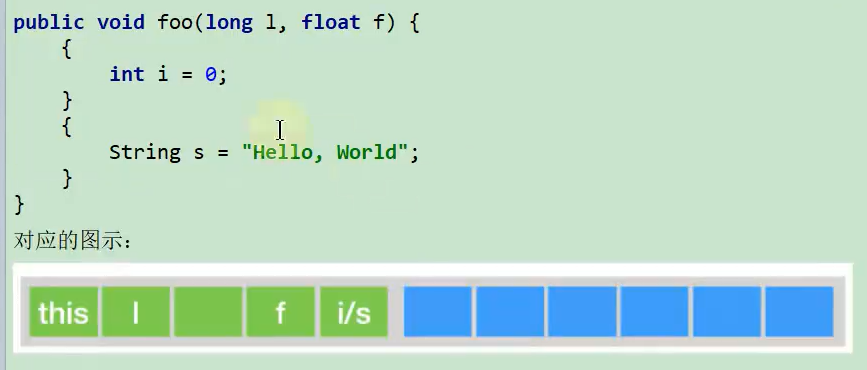 public void foo(long l, float f) {
    {
        int i = 0;
    }
    {
        String s = "Hello, World";
    }
}
对应的图示：
this l f i/s